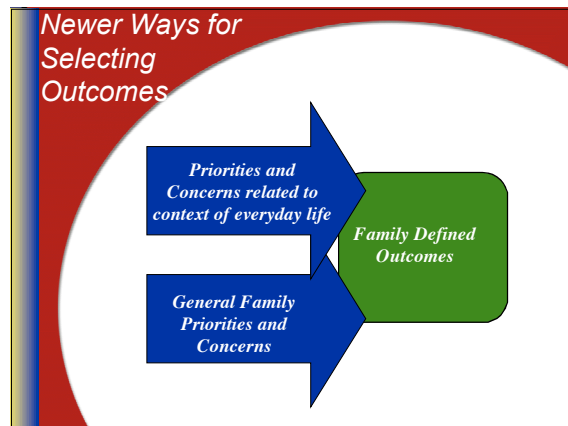 Newer Ways for
Selecting
Outcomes
Priorities and
Concerns related to
context of everyday life
Family Defined
Outcomes
General Family
Priorities and
Concerns